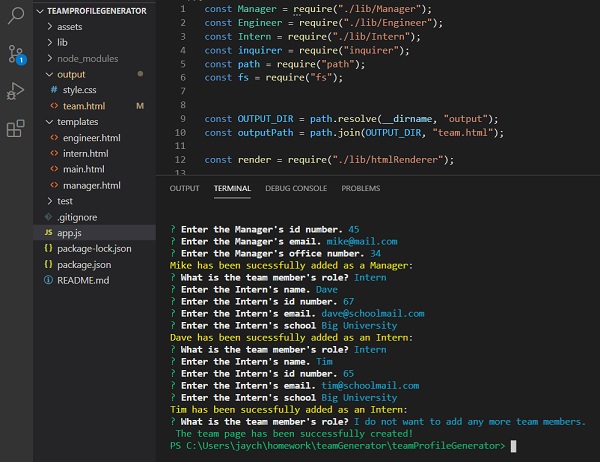 TEAMPROFILEGENERATOR
> assets
> lib
> node_modules
output
# style.css
<> team.html M
templates
<> engineer.html
<> intern.html
<> main.html
<> manager.html
> test
.gitignore
JS app.js
{} package-lock.json
{} package.json
README.md
1
1 const Manager = require("./lib/Manager");
2 const Engineer = require("./lib/Engineer");
3 const Intern = require("./lib/Intern");
4 const inquirer = require("inquirer");
5 const path = require("path");
6 const fs = require("fs");
7
8
9 const OUTPUT_DIR = path.resolve(__dirname, "output");
10 const outputPath = path.join(OUTPUT_DIR, "team.html");
11
12 const render = require("./lib/htmlRenderer");
OUTPUT TERMINAL DEBUG CONSOLE PROBLEMS
? Enter the Manager's id number. 45
? Enter the Manager's email. mike@mail.com
? Enter the Manager's office number. 34
Mike has been sucessfully added as a Manager:
? What is the team member's role? Intern
? Enter the Intern's name. Dave
? Enter the Intern's id number. 67
? Enter the Intern's email. dave@schoolmail.com
? Enter the Intern's school Big University
Dave has been sucessfully added as an Intern:
? What is the team member's role? Intern
? Enter the Intern's name. Tim
? Enter the Intern's id number. 65
? Enter the Intern's email. tim@schoolmail.com
? Enter the Intern's school Big University
Tim has been sucessfully added as an Intern:
? What is the team member's role? I do not want to add any more team members.
The team page has been successfully created!
PS C:\Users\jaych\homework\teamGenerator\teamProfileGenerator>